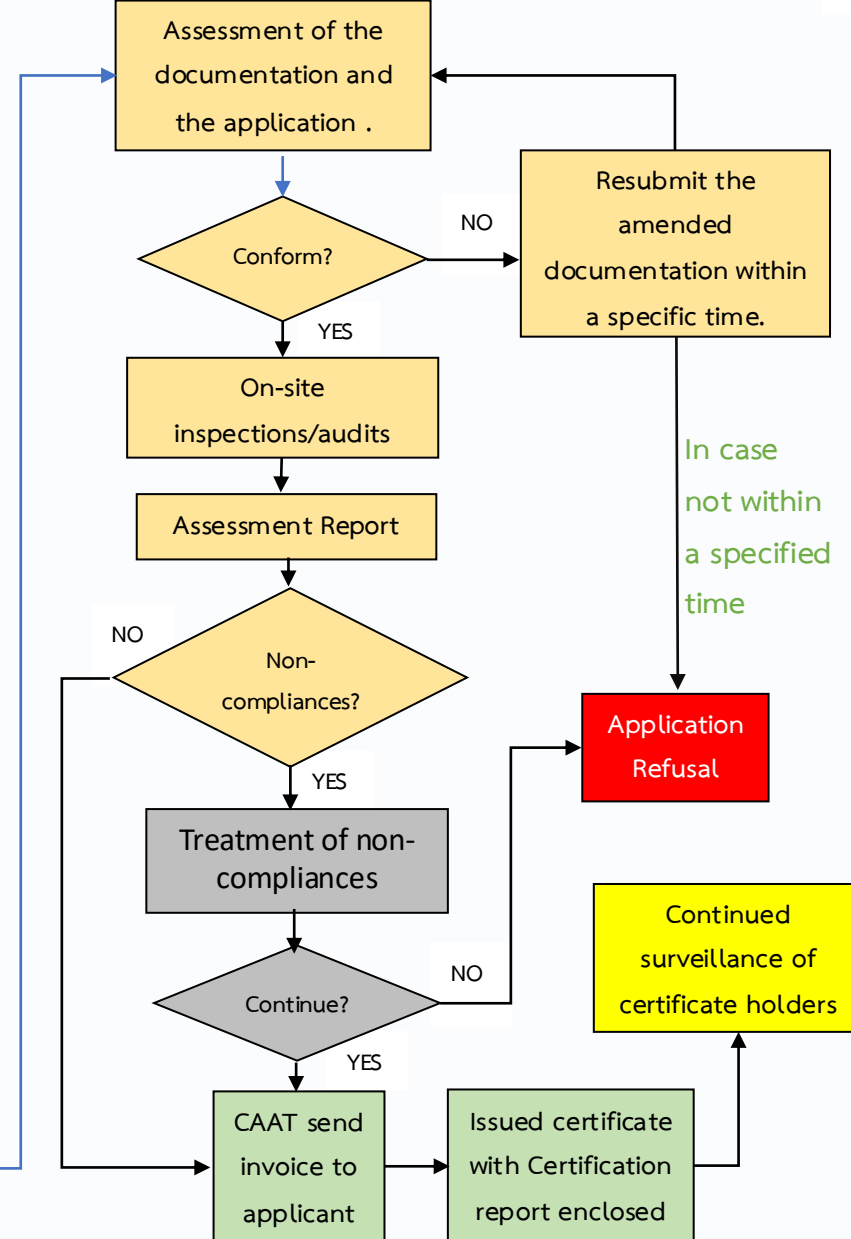 Assessment of the
documentation and
the application .
Resubmit the
amended
documentation within
a specific time.
NO
Conform?
YES
On-site
inspections/audits
In case
not within
a specified
time
Assessment Report
NO
Non-
compliances?
YES
Application
Refusal
Treatment of non-
compliances
Continued
surveillance of
certificate holders
NO
Continue?
YES
CAAT send
invoice to
applicant
Issued certificate
with Certification
report enclosed